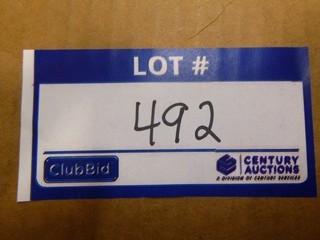 LOT #
492
ClubBid
CENTURY
AUCTIONS
A DIVISION OF CENTURY SERVICES